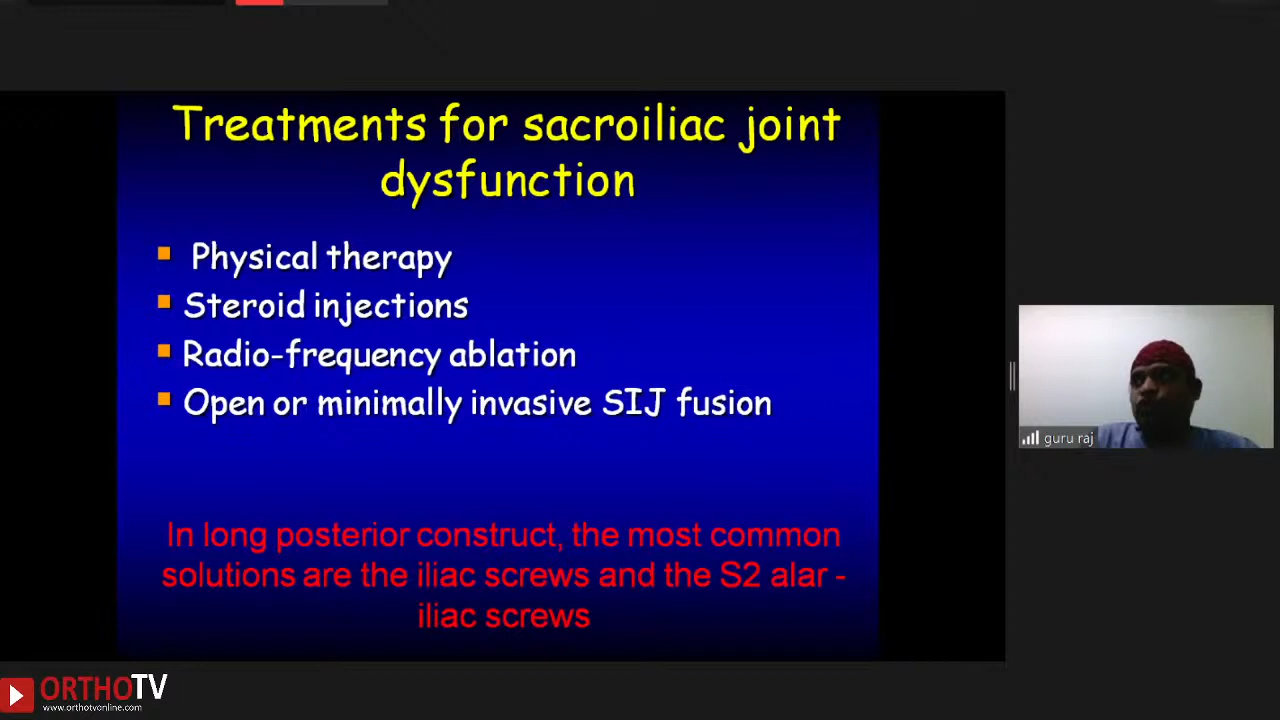 Treatments for sacroiliac joint
dysfunction
Physical therapy
Steroid injections
Radio-frequency ablation
Open or minimally invasive SIJ fusion
In long posterior construct, the most common
solutions are the iliac screws and the S2 alar -
iliac screws
guru raj
ORTHOTV
www.orthotvonline.com